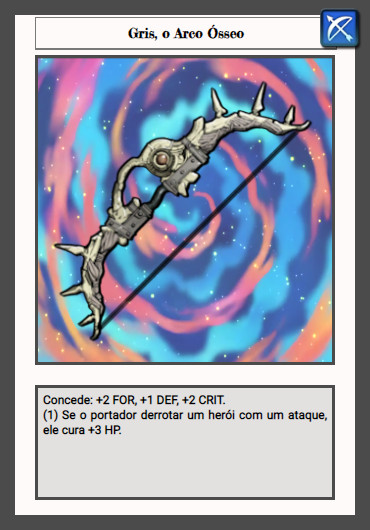 Gris, o Arco Ósseo
Concede: +2 FOR, +1 DEF, +2 CRIT.
(1) Se o portador derrotar um herói com um ataque,
ele cura +3 HP.